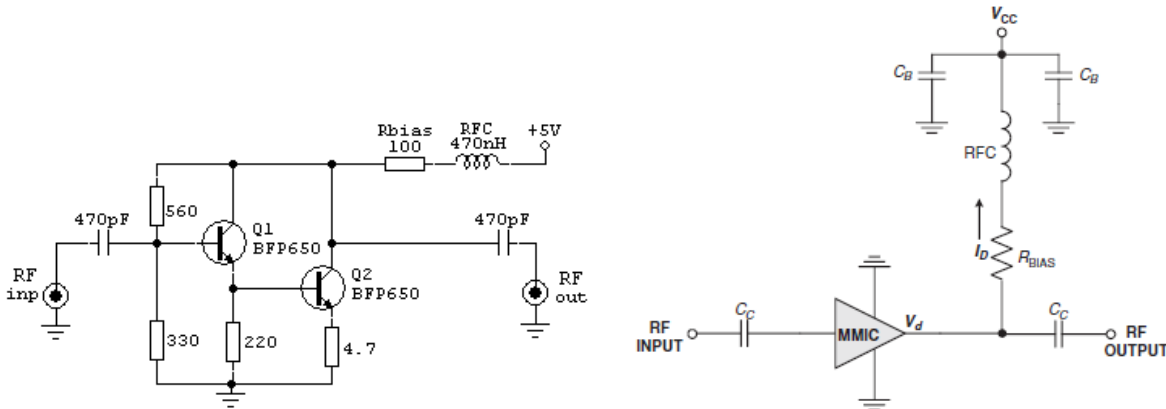 Rbias
100
RFC
470nH
+5V
560
470pF
Q1
BFP650
470pF
Q2
BFP650
RF
inp
RF
out
330
220
4.7
VCC
CB
CB
RFC
ID
RBIAS
CC
Vd
CC
RF
INPUT
MMIC
RF
OUTPUT